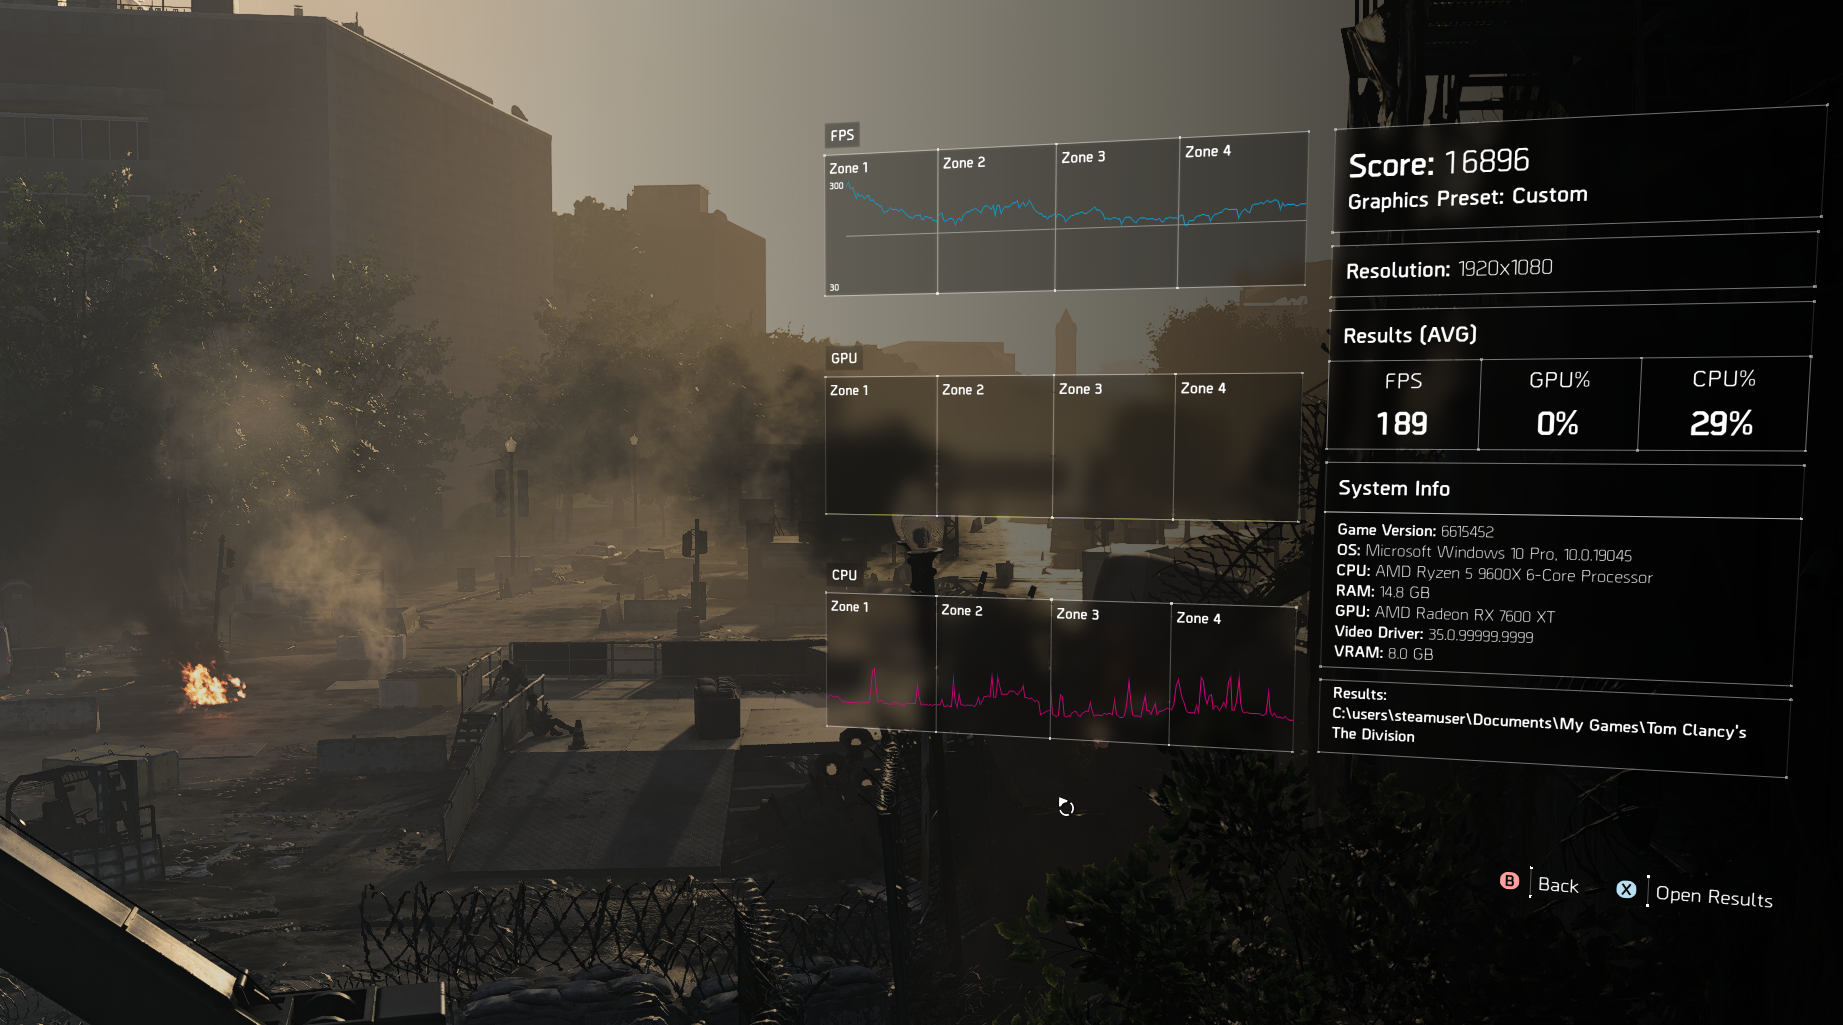 FPS
Zone 1
Zone 2
Zone 3
Zone 4
300
30
GPU
Zone 1
Zone 2
Zone 3
Zone 4
CPU
Zone 1
Zone 2
Zone 3
Zone 4
Score: 16896
Graphics Preset: Custom
Resolution: 1920x1080
Results (AVG)
FPS GPU% CPU%
189 0% 29%
System Info
Game Version: 6615452
OS: Microsoft Windows 10 Pro, 10.0.19045
CPU: AMD Ryzen 5 9600X 6-Core Processor
RAM: 14.8 GB
GPU: AMD Radeon RX 7600 XT
Video Driver: 35.0.99999.9999
VRAM: 8.0 GB
Results:
C:\users\steamuser\Documents\My Games\Tom Clancy's
The Division
B Back X Open Results